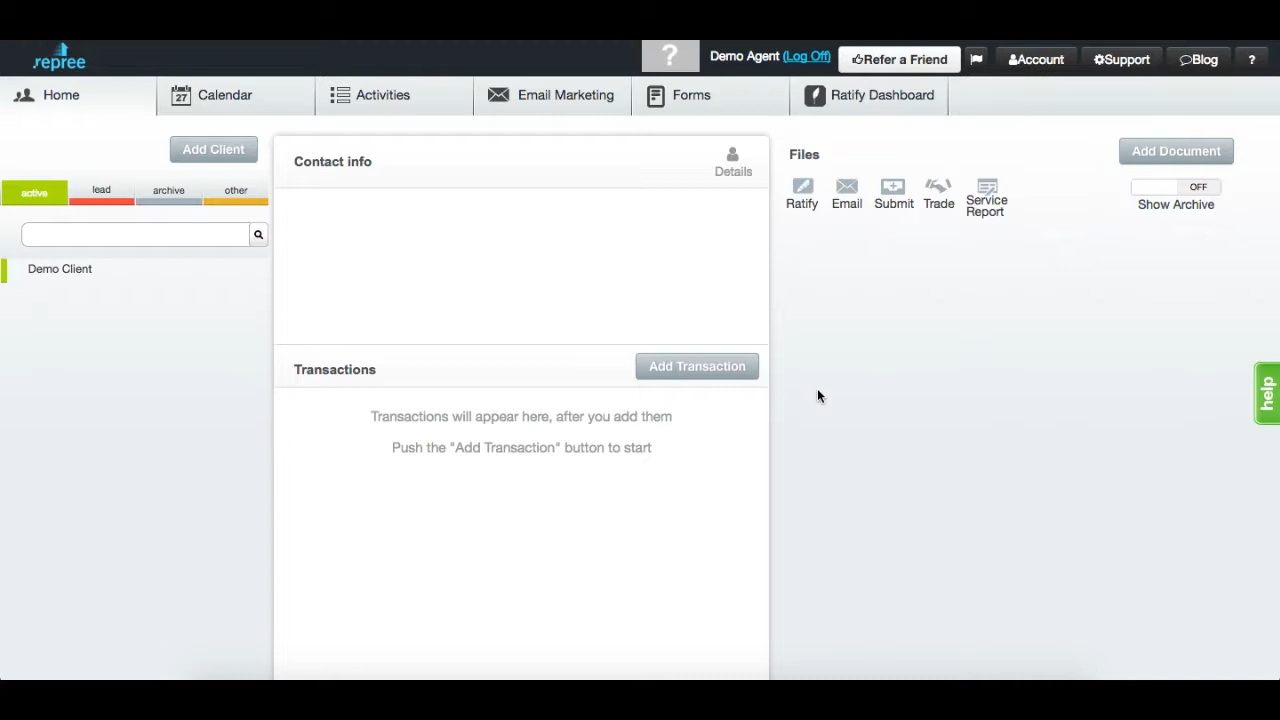 repree
?
Demo Agent (Log Off)
Refer a Friend
Account
Support
Blog
?
Home
27
Calendar
Activities
Email Marketing
Forms
Ratify Dashboard
Add Client
active
lead
archive
other
Demo Client
Contact info
Details
Transactions
Add Transaction
Transactions will appear here, after you add them
Push the "Add Transaction" button to start
Files
Add Document
Ratify
Email
Submit
Trade
Service
Report
OFF
Show Archive
help